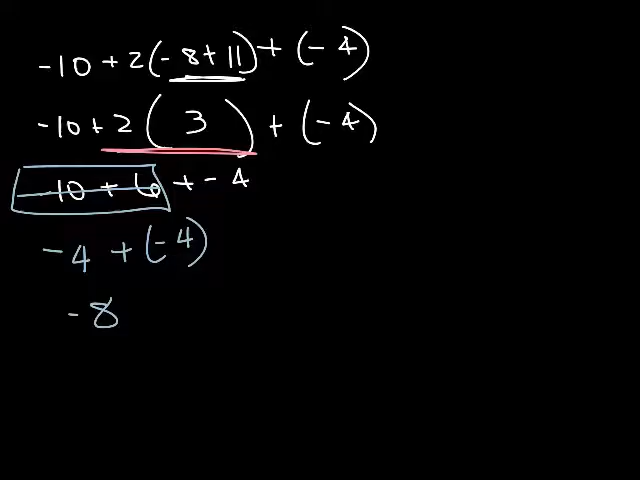 -10 + 2(-8 + 11) + (-4)
-10 + 2(3) + (-4)
-10 + 6 + -4
-4 + (-4)
-8